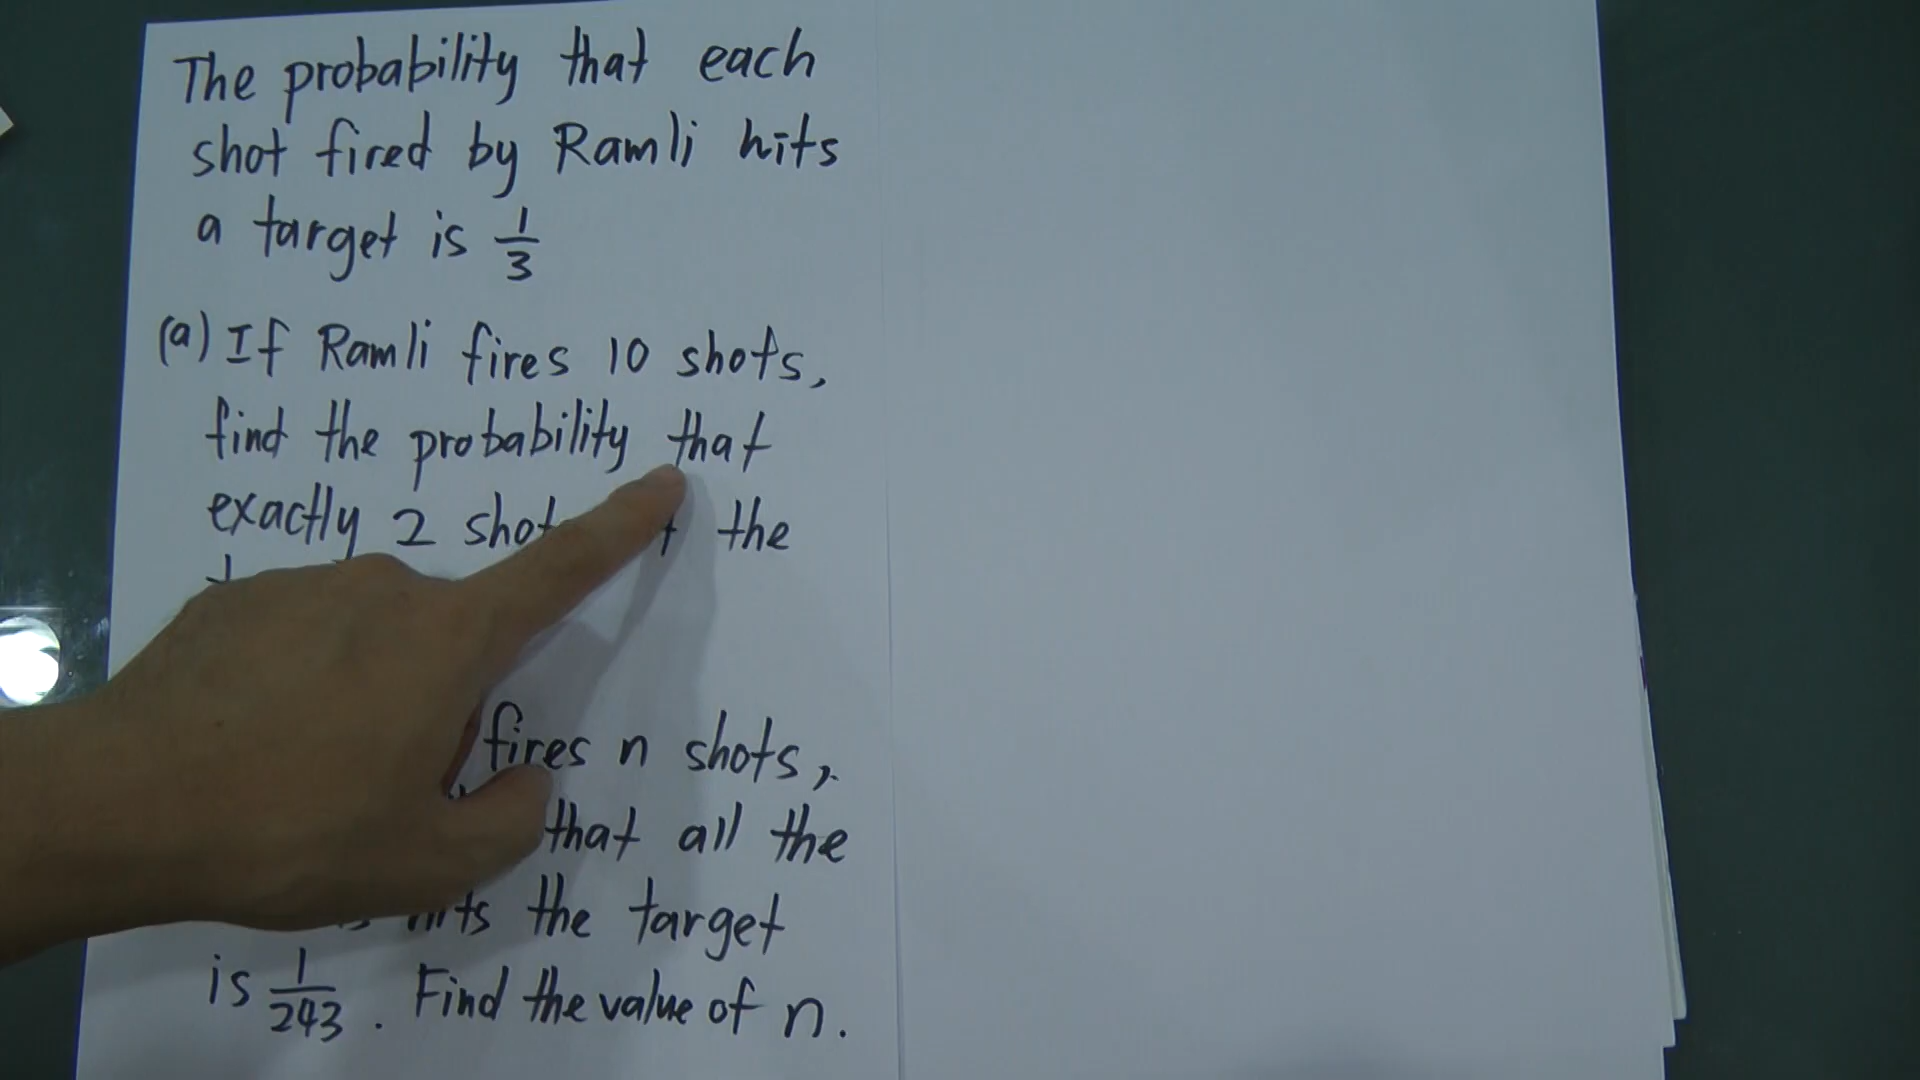 The probability that each
shot fired by Ramli hits
a target is 1/3
(a) If Ramli fires 10 shots,
find the probability that
exactly 2 the
fires n shots,
that all the
hits the target
is 1/243. Find the value of n.